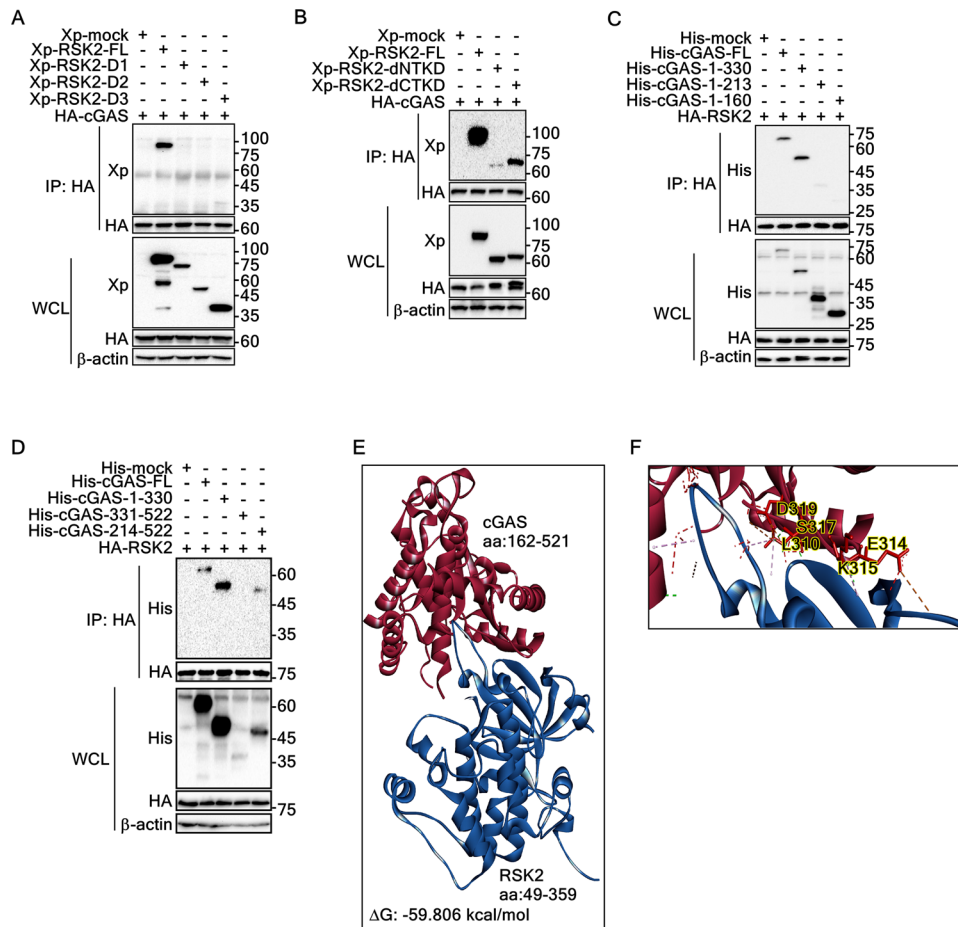 A
Xp-mock + - - - -
Xp-RSK2-FL - + - - -
Xp-RSK2-D1 - - + - -
Xp-RSK2-D2 - - - + -
Xp-RSK2-D3 - - - - +
HA-cGAS + + + + +
IP: HA
Xp
100
75
60
45
35
HA
60
WCL
Xp
100
75
60
45
35
HA
60
β-actin
B
Xp-mock + - - -
Xp-RSK2-FL - + - -
Xp-RSK2-dNTKD - - + -
Xp-RSK2-dCTKD - - - +
HA-cGAS + + + +
IP: HA
Xp
100
75
60
HA
60
WCL
Xp
100
75
60
HA
60
β-actin
C
His-mock + - - - -
His-cGAS-FL - + - - -
His-cGAS-1-330 - - + - -
His-cGAS-1-213 - - - + -
His-cGAS-1-160 - - - - +
HA-RSK2 + + + + +
IP: HA
His
75
60
45
35
25
HA
75
WCL
His
75
60
45
35
25
HA
75
β-actin
D
His-mock + - - - -
His-cGAS-FL - + - - -
His-cGAS-1-330 - - + - -
His-cGAS-331-522 - - - + -
His-cGAS-214-522 - - - - +
HA-RSK2 + + + + +
IP: HA
His
60
45
35
HA
75
WCL
His
60
45
35
HA
75
β-actin
E
cGAS
aa:162-521
RSK2
aa:49-359
ΔG: -59.806 kcal/mol
F
D319
S317
L310
E314
K315